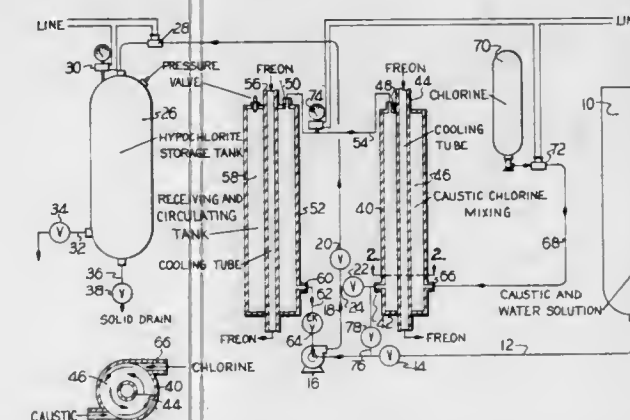 LINE
28
30
PRESSURE
VALVE
26
HYPOCHLORITE
STORAGE TANK
34
32
36
38
SOLID DRAIN
FREON
56
50
74
58
RECEIVING AND
CIRCULATING
TANK
COOLING TUBE
52
54
20
22
60
62
18
24
CK
V
64
78
FREON
16
76
14
FREON
48
44
CHLORINE
COOLING
TUBE
46
40
CAUSTIC CHLORINE
MIXING
2
2
66
42
FREON
70
72
68
LINE
10
CAUSTIC AND
WATER SOLUTION
12
66
CHLORINE
46
40
44
CAUSTIC
V
V
V
V
V
V